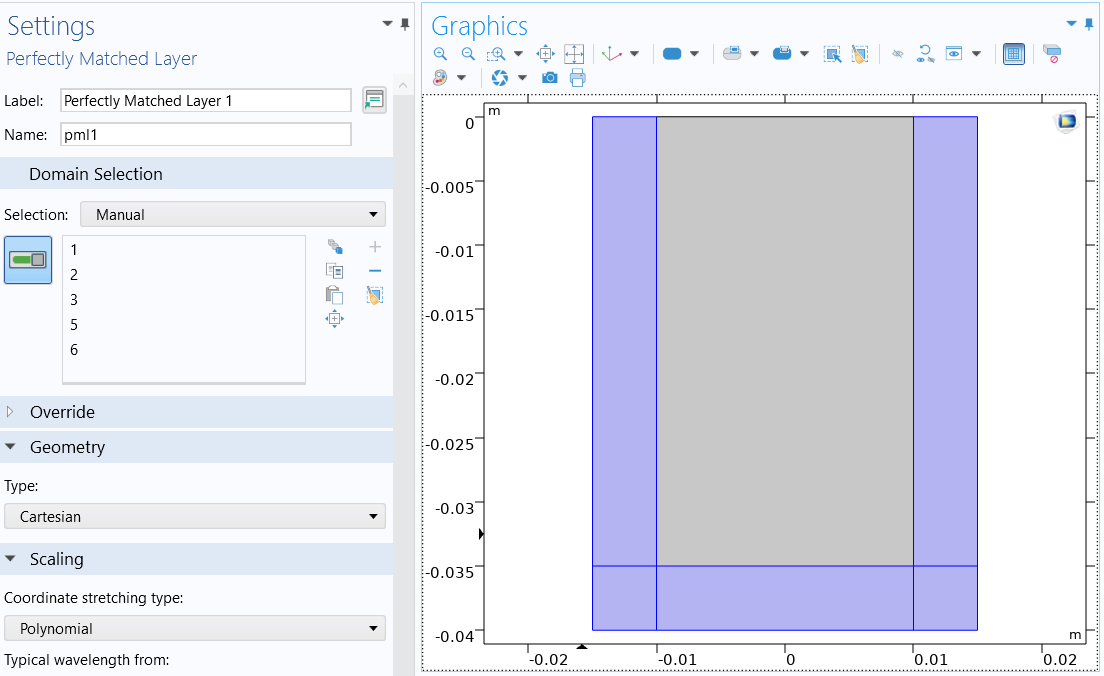 Settings
Perfectly Matched Layer
Label: Perfectly Matched Layer 1
Name: pml1
Domain Selection
Selection: Manual
1
2
3
5
6
Override
Geometry
Type:
Cartesian
Scaling
Coordinate stretching type:
Polynomial
Typical wavelength from:
Graphics
m
0
-0.005
-0.01
-0.015
-0.02
-0.025
-0.03
-0.035
-0.04
m
-0.02 -0.01 0 0.01 0.02